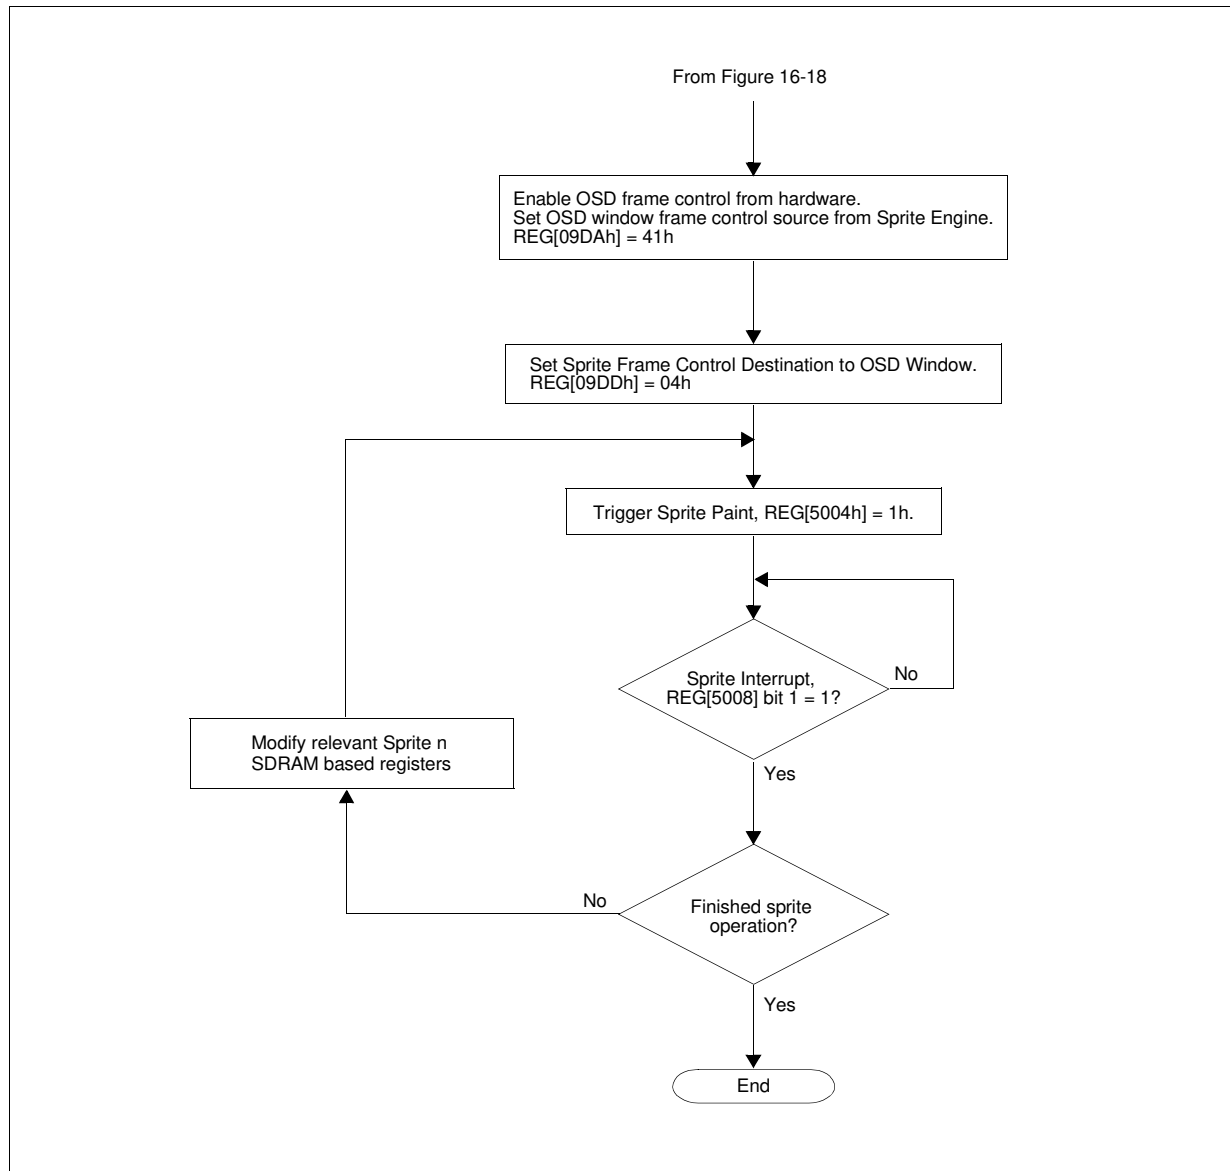 From Figure 16-18
Enable OSD frame control from hardware.
Set OSD window frame control source from Sprite Engine.
REG[09DAh] = 41h
Set Sprite Frame Control Destination to OSD Window.
REG[09DDh] = 04h
Trigger Sprite Paint, REG[5004h] = 1h.
Sprite Interrupt,
REG[5008] bit 1 = 1?
No
Yes
Modify relevant Sprite n
SDRAM based registers
Finished sprite
operation?
No
Yes
End